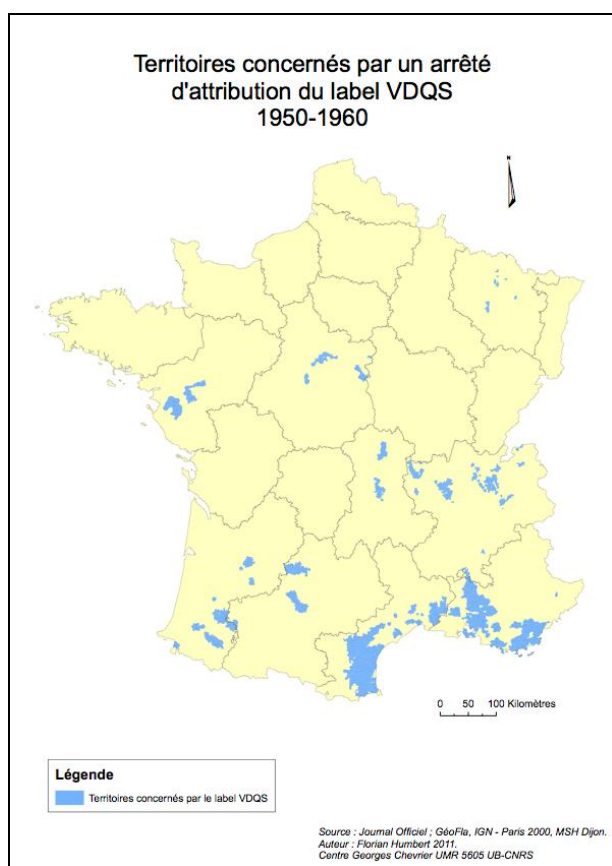 Territoires concernés par un arrêté
d'attribution du label VDQS
1950-1960
N
0 50 100 Kilomètres
Légende
Territoires concernés par le label VDQS
Source : Journal Officiel ; GéoFla, IGN - Paris 2000, MSH Dijon.
Auteur : Florian Humbert 2011.
Centre Georges Chevrier UMR 5605 UB-CNRS